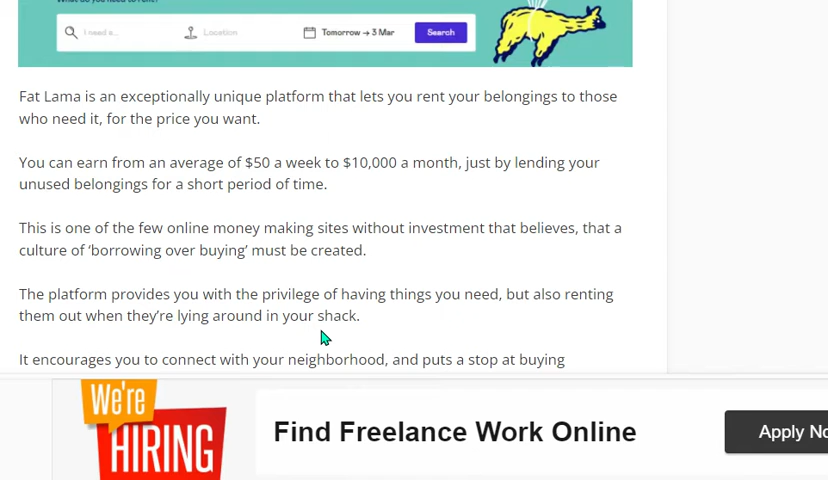 I need a...
Location
Tomorrow → 3 Mar
Search
Fat Lama is an exceptionally unique platform that lets you rent your belongings to those
who need it, for the price you want.
You can earn from an average of $50 a week to $10,000 a month, just by lending your
unused belongings for a short period of time.
This is one of the few online money making sites without investment that believes, that a
culture of ‘borrowing over buying’ must be created.
The platform provides you with the privilege of having things you need, but also renting
them out when they’re lying around in your shack.
It encourages you to connect with your neighborhood, and puts a stop at buying
We're
HIRING
Find Freelance Work Online
Apply No